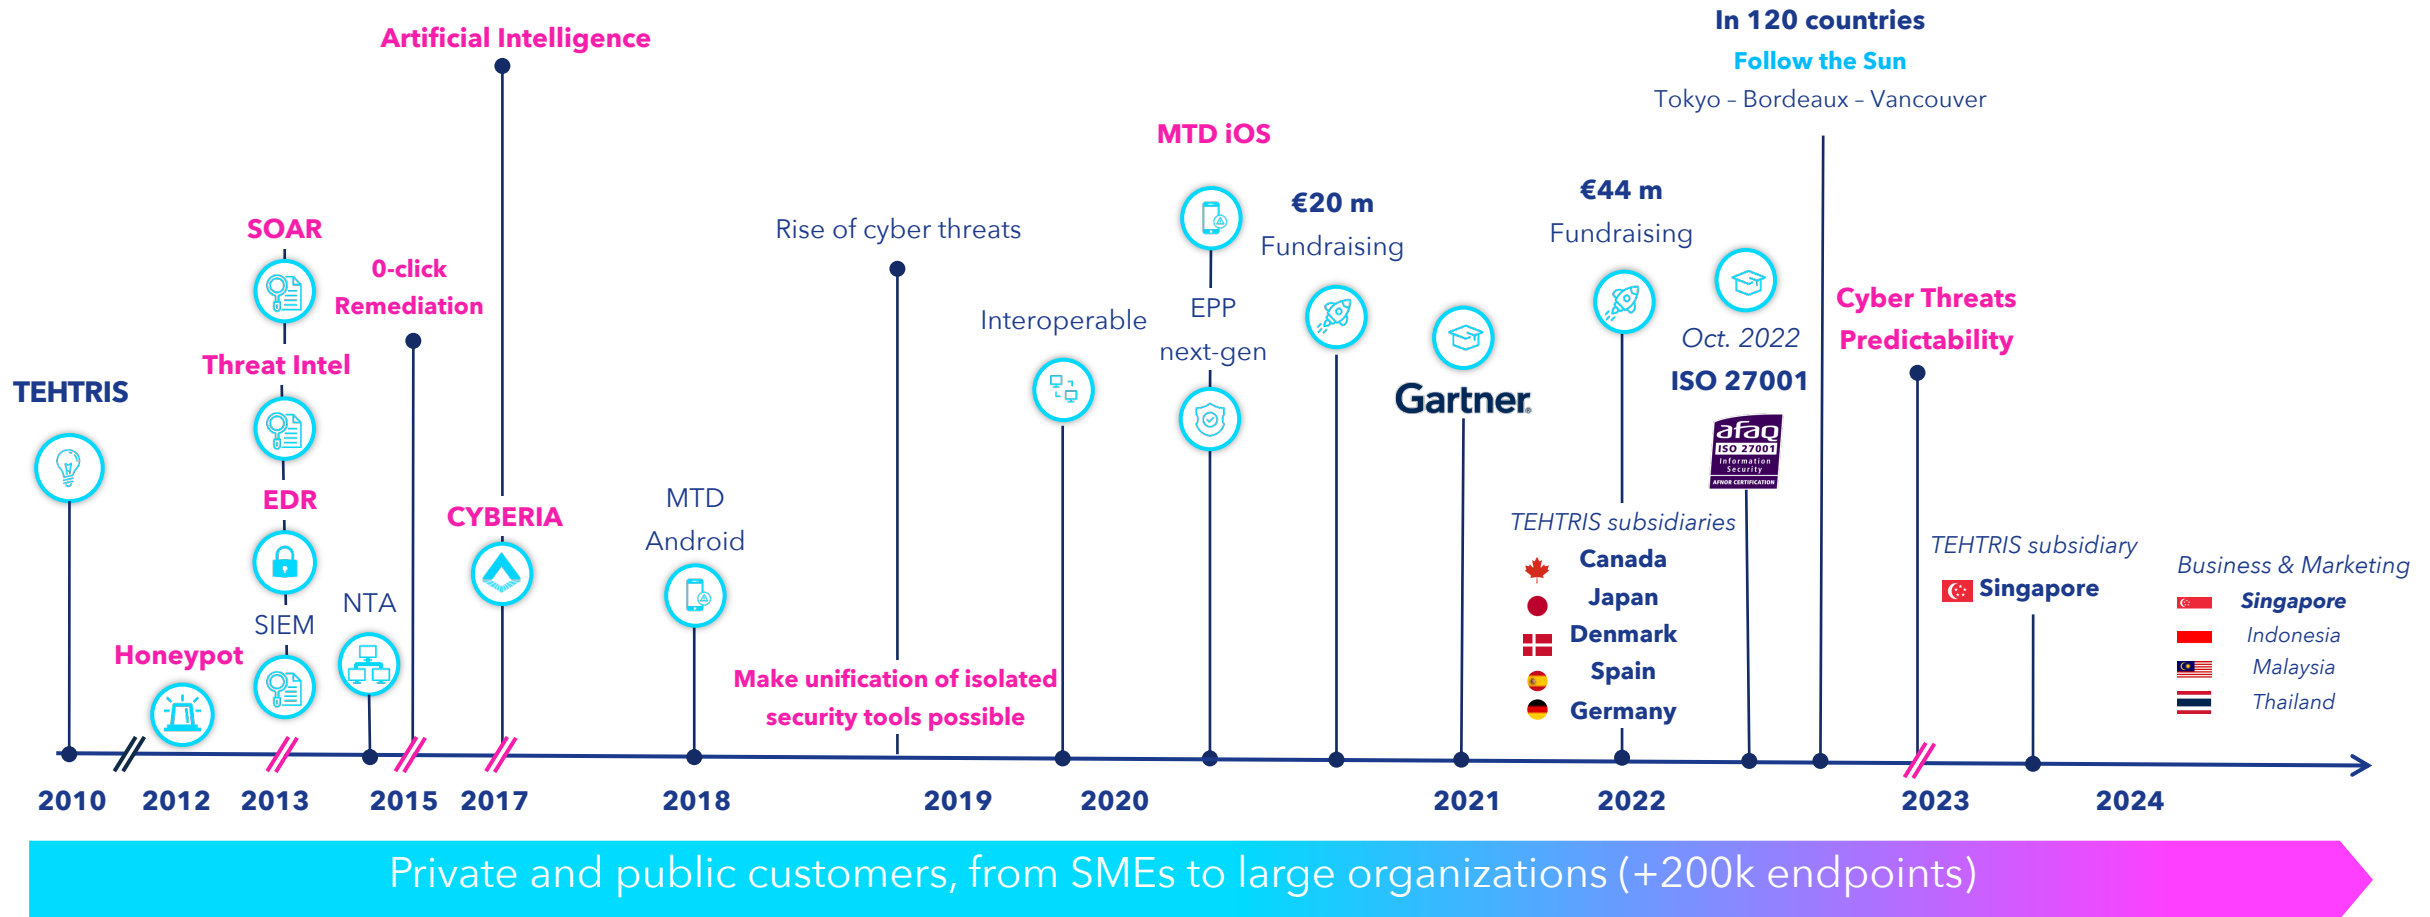 TEHTRIS
Honeypot
SOAR
Threat Intel
EDR
SIEM
NTA
0-click
Remediation
Artificial Intelligence
CYBERIA
MTD
Android
Rise of cyber threats
Make unification of isolated
security tools possible
Interoperable
MTD iOS
EPP
next-gen
€20 m
Fundraising
Gartner®
€44 m
Fundraising
TEHTRIS subsidiaries
Canada
Japan
Denmark
Spain
Germany
Oct. 2022
ISO 27001
afaq
ISO 27001
Information
Security
AFNOR CERTIFICATION
In 120 countries
Follow the Sun
Tokyo – Bordeaux – Vancouver
Cyber Threats
Predictability
TEHTRIS subsidiary
Singapore
Business & Marketing
Singapore
Indonesia
Malaysia
Thailand
2010 2012 2013 2015 2017 2018 2019 2020 2021 2022 2023 2024
Private and public customers, from SMEs to large organizations (+200k endpoints)